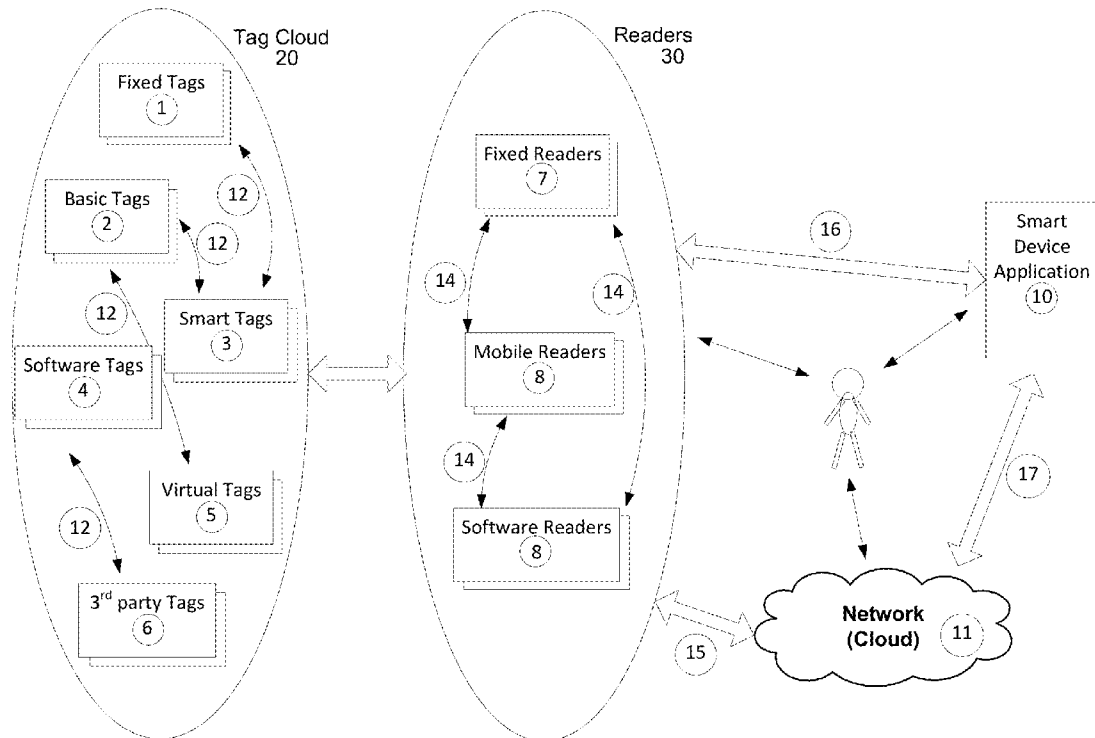 Tag Cloud
20
Fixed Tags
1
Basic Tags
2
12
12
12
Smart Tags
3
Software Tags
4
Virtual Tags
5
12
3rd party Tags
6
Readers
30
Fixed Readers
7
14
14
Mobile Readers
8
14
Software Readers
8
16
Smart
Device
Application
10
17
15
Network
(Cloud)
11